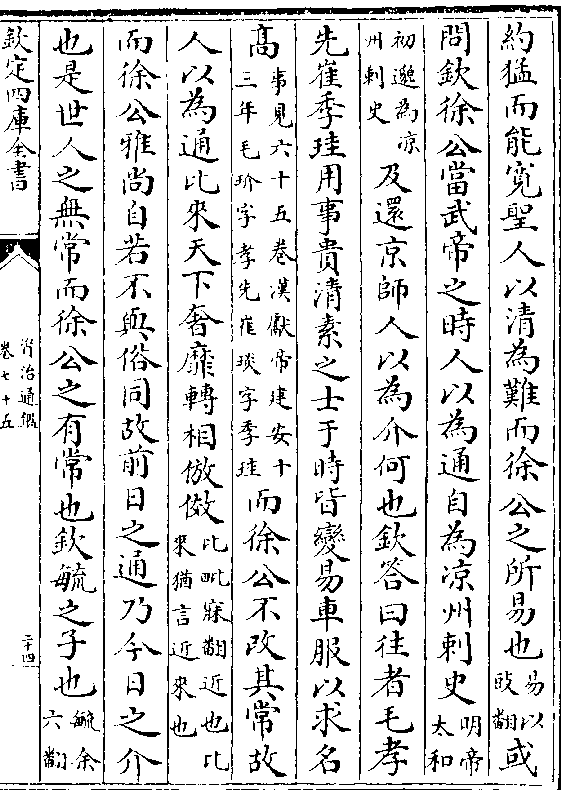 約猛而能寛聖人以清為難而徐公之所易也易以豉翻或
問欽徐公當武帝之時人以為通自為凉州刺史明帝太和
初邈為凉州刺史及還京師人以為介何也欽答曰往者毛孝
先崔季珪用事貴清素之士于時皆變易車服以求名
高事見六十五卷漢獻帝建安十三年毛玠字孝先崔琰字季珪而徐公不改其常故
人以為通比來天下奢靡轉相倣傚比毗寐翻近也比來猶言近來也
而徐公雅尚自若不與俗同故前日之通乃今日之介
也是世人之無常而徐公之有常也欽毓之子也毓余六翻
欽定四庫全書
資治通鑑
卷七十五
二十四